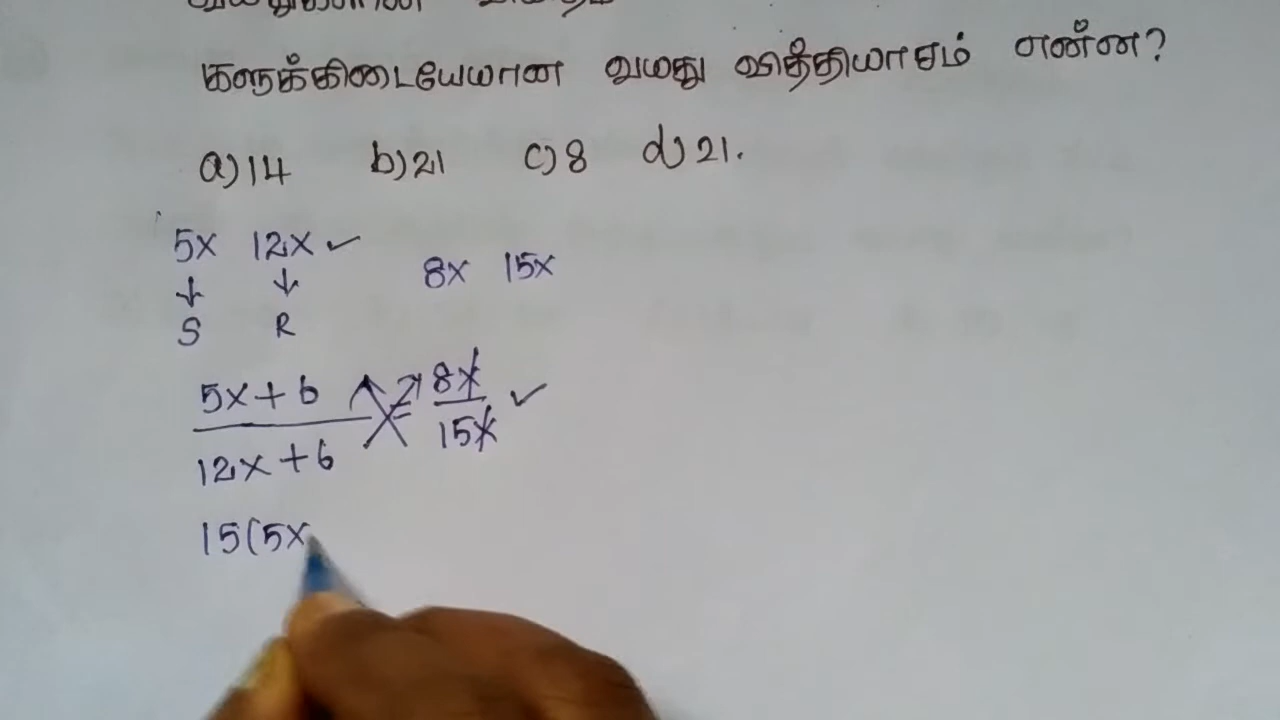 களுக்கிடையேயான வயது வித்தியாசம் என்ன?
a) 14 b) 21 c) 8 d) 21.
5x 12x ✓
8x 15x
↓ ↓
S R
5x + 6 = 8x ✓
12x + 6 15x
15(5x